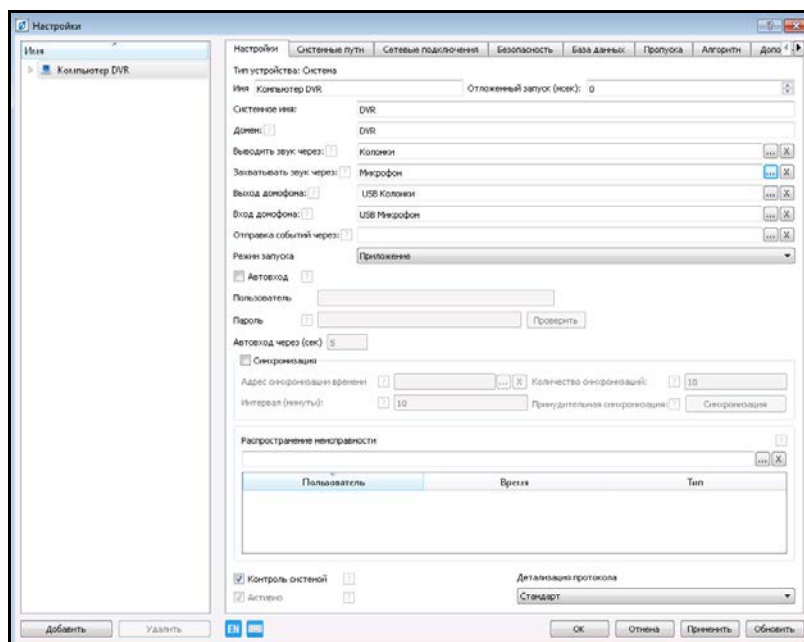 Настройки
Имя
Компьютер DVR
Настройки Системные пути Сетевые подключения Безопасность База данных Пропуска Алгоритм Допо
Тип устройства: Система
Имя Компьютер DVR Отложенный запуск (мсек): 0
Системное имя: DVR
Домен: ? DVR
Выводить звук через: ? Колонки ... X
Захватывать звук через: ? Микрофон ... X
Выход домофона: ? USB Колонки ... X
Вход домофона: ? USB Микрофон ... X
Отправка событий через: ? ... X
Режим запуска Приложение
Автовход ?
Пользователь
Пароль ? Проверить
Автовход через (сек) 5
Синхронизация
Адрес синхронизации времени ? ... X Количество синхронизаций: ? 10
Интервал (минуты): ? 10 Принудительная синхронизация: ? Синхронизация
Распространение неисправности ?
... X
Пользователь Время Тип
Контроль системой ? Детализация протокола
Активно ? Стандарт
Добавить Удалить EN OK Отмена Применить Обновить